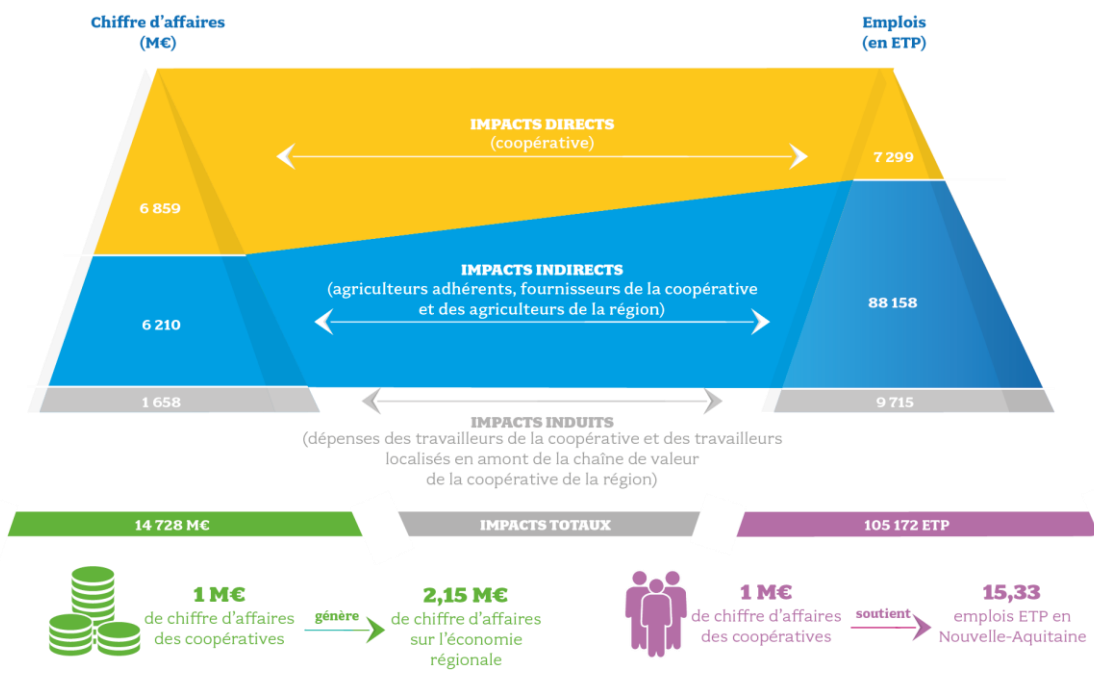 Chiffre d'affaires
(M€)
Emplois
(en ETP)
IMPACTS DIRECTS
(coopérative)
7 299
6 859
IMPACTS INDIRECTS
(agriculteurs adhérents, fournisseurs de la coopérative
et des agriculteurs de la région)
6 210
88 158
1 658
9 715
IMPACTS INDUITS
(dépenses des travailleurs de la coopérative et des travailleurs
localisés en amont de la chaîne de valeur
de la coopérative de la région)
14 728 M€
IMPACTS TOTAUX
105 172 ETP
1 M€
de chiffre d'affaires
des coopératives
génère
2,15 M€
de chiffre d'affaires
sur l'économie
régionale
1 M€
de chiffre d'affaires
des coopératives
soutient
15,33
emplois ETP en
Nouvelle-Aquitaine